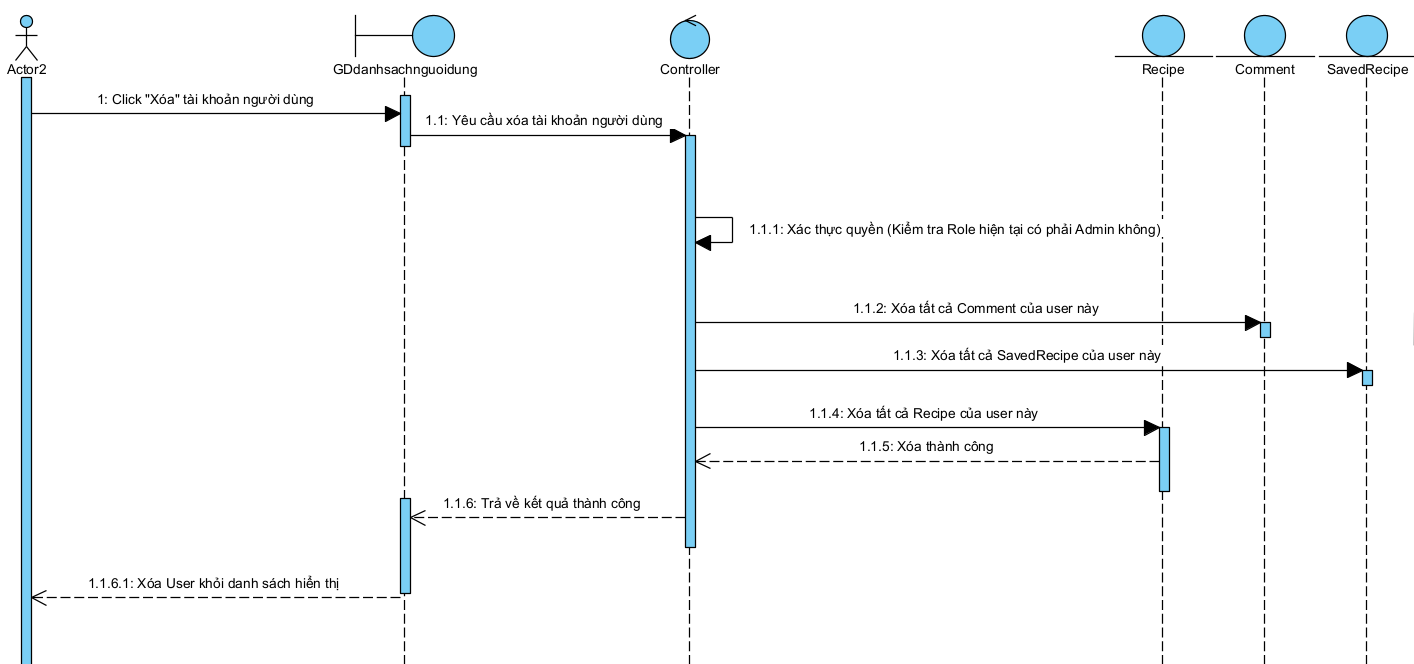 Actor2
GDdanhsachnguoidung
Controller
Recipe
Comment
SavedRecipe
1: Click "Xóa" tài khoản người dùng
1.1: Yêu cầu xóa tài khoản người dùng
1.1.1: Xác thực quyền (Kiểm tra Role hiện tại có phải Admin không)
1.1.2: Xóa tất cả Comment của user này
1.1.3: Xóa tất cả SavedRecipe của user này
1.1.4: Xóa tất cả Recipe của user này
1.1.5: Xóa thành công
1.1.6: Trả về kết quả thành công
1.1.6.1: Xóa User khỏi danh sách hiển thị